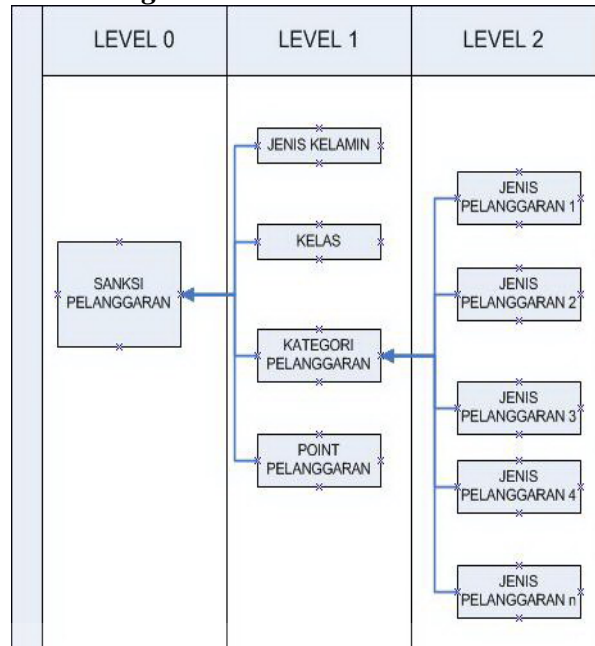 LEVEL 0
LEVEL 1
LEVEL 2
SANKSI
PELANGGARAN
JENIS KELAMIN
KELAS
KATEGORI
PELANGGARAN
POINT
PELANGGARAN
JENIS
PELANGGARAN 1
JENIS
PELANGGARAN 2
JENIS
PELANGGARAN 3
JENIS
PELANGGARAN 4
JENIS
PELANGGARAN n